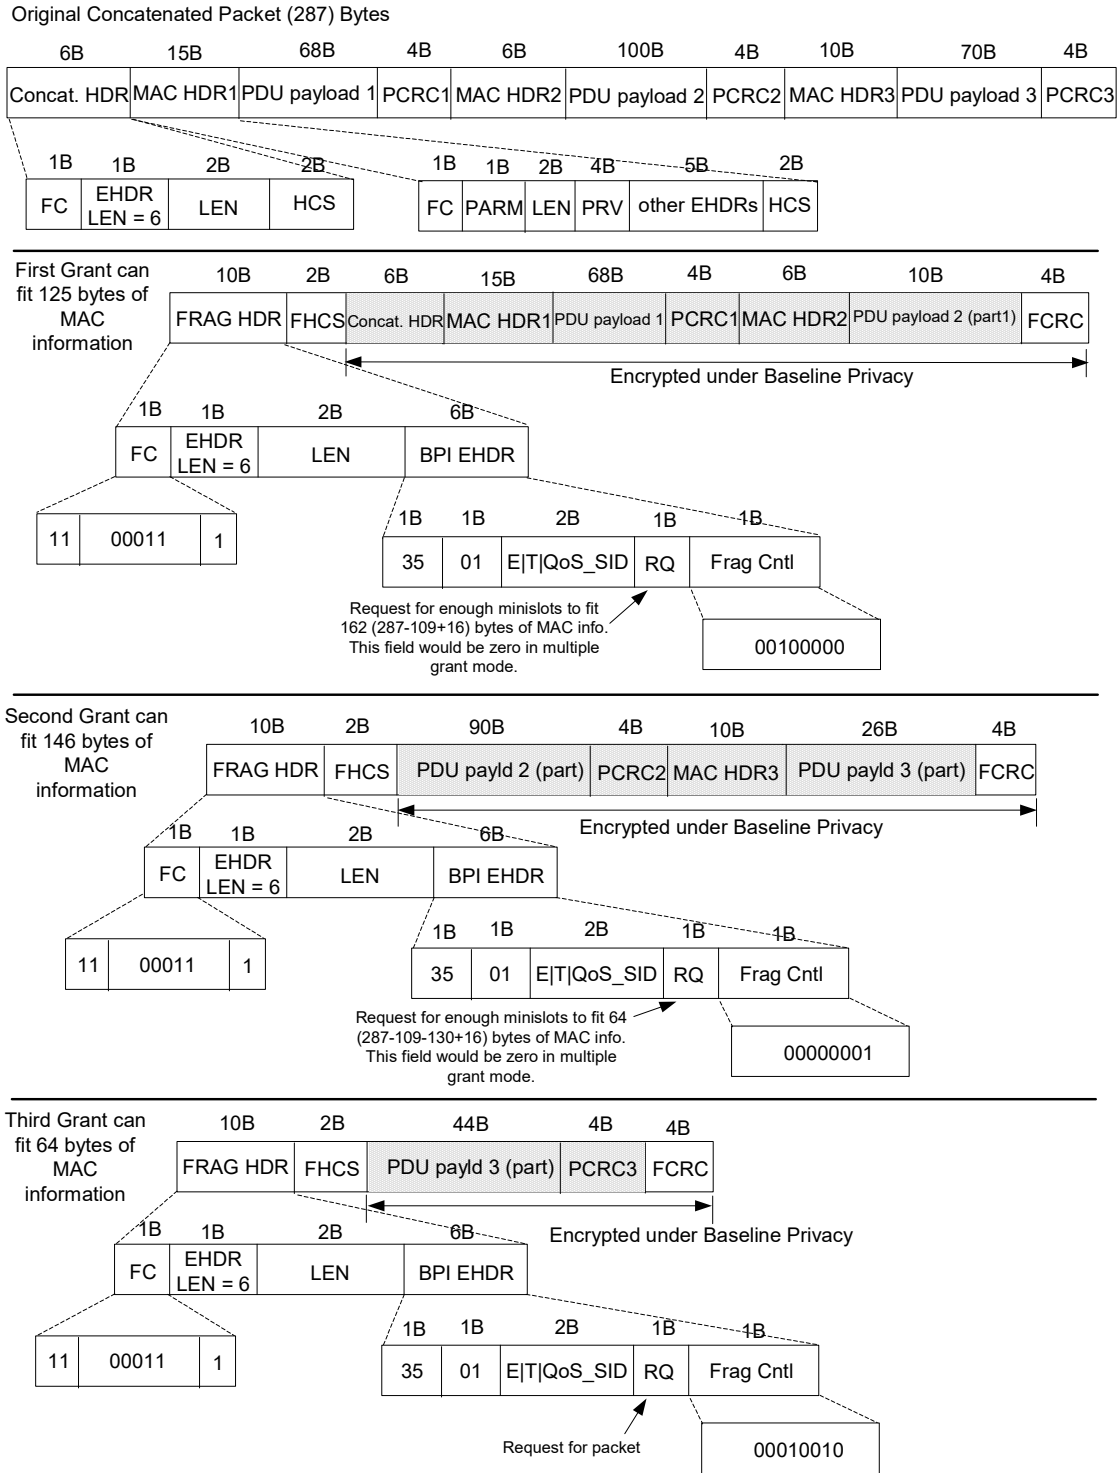 Original Concatenated Packet (287) Bytes
6B 15B 68B 4B 6B 100B 4B 10B 70B 4B
Concat. HDR MAC HDR1 PDU payload 1 PCRC1 MAC HDR2 PDU payload 2 PCRC2 MAC HDR3 PDU payload 3 PCRC3
1B 1B 2B 2B 1B 1B 2B 4B 5B 2B
FC EHDR LEN = 6 LEN HCS FC PARM LEN PRV other EHDRs HCS
First Grant can
fit 125 bytes of
MAC
information
10B 2B 6B 15B 68B 4B 6B 10B 4B
FRAG HDR FHCS Concat. HDR MAC HDR1 PDU payload 1 PCRC1 MAC HDR2 PDU payload 2 (part1) FCRC
Encrypted under Baseline Privacy
1B 1B 2B 6B
FC EHDR LEN = 6 LEN BPI EHDR
11 00011 1
1B 1B 2B 1B 1B
35 01 E|T|QoS_SID RQ Frag Cntl
Request for enough minislots to fit
162 (287-109+16) bytes of MAC info.
This field would be zero in multiple
grant mode.
00100000
Second Grant can
fit 146 bytes of
MAC
information
10B 2B 90B 4B 10B 26B 4B
FRAG HDR FHCS PDU payld 2 (part) PCRC2 MAC HDR3 PDU payld 3 (part) FCRC
Encrypted under Baseline Privacy
1B 1B 2B 6B
FC EHDR LEN = 6 LEN BPI EHDR
11 00011 1
1B 1B 2B 1B 1B
35 01 E|T|QoS_SID RQ Frag Cntl
Request for enough minislots to fit 64
(287-109-130+16) bytes of MAC info.
This field would be zero in multiple
grant mode.
00000001
Third Grant can
fit 64 bytes of
MAC
information
10B 2B 44B 4B 4B
FRAG HDR FHCS PDU payld 3 (part) PCRC3 FCRC
Encrypted under Baseline Privacy
1B 1B 2B 6B
FC EHDR LEN = 6 LEN BPI EHDR
11 00011 1
1B 1B 2B 1B 1B
35 01 E|T|QoS_SID RQ Frag Cntl
Request for packet
00010010